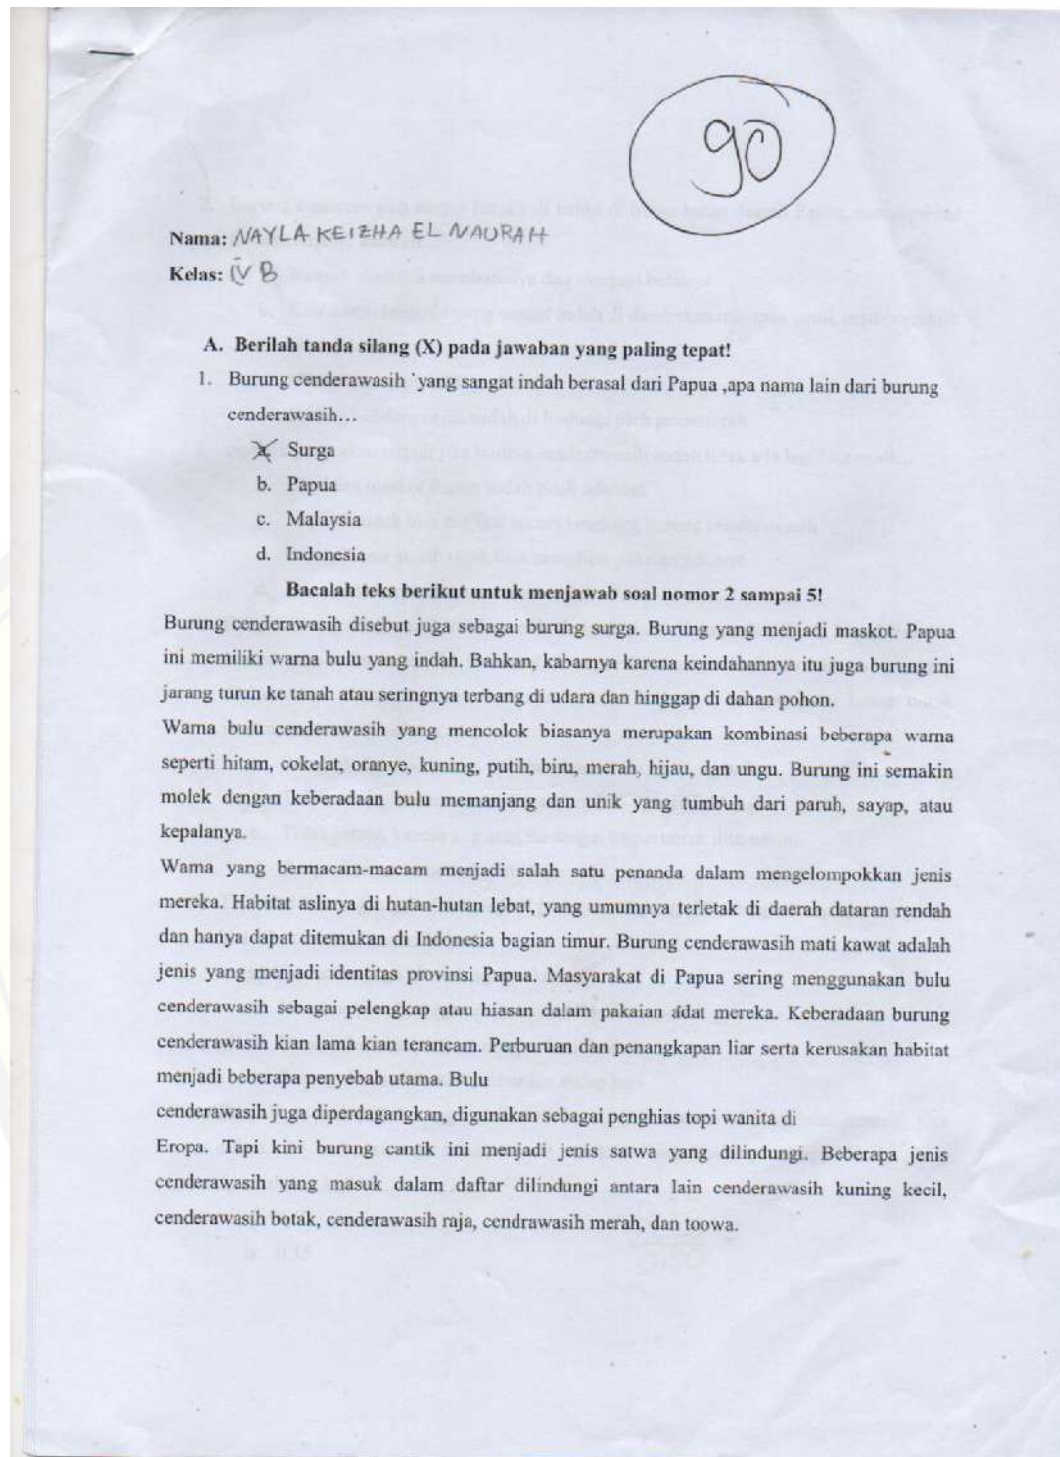 90
Nama: NAYLA KEIZHA EL NAURAH
Kelas: IV B
A. Berilah tanda silang (X) pada jawaban yang paling tepat!
1. Burung cenderawasih `yang sangat indah berasal dari Papua ,apa nama lain dari burung
cenderawasih…
a. Surga
b. Papua
c. Malaysia
d. Indonesia
Bacalah teks berikut untuk menjawab soal nomor 2 sampai 5!
Burung cenderawasih disebut juga sebagai burung surga. Burung yang menjadi maskot. Papua
ini memiliki warna bulu yang indah. Bahkan, kabarnya karena keindahannya itu juga burung ini
jarang turun ke tanah atau seringnya terbang di udara dan hinggap di dahan pohon.
Warna bulu cenderawasih yang mencolok biasanya merupakan kombinasi beberapa warna
seperti hitam, cokelat, oranye, kuning, putih, biru, merah, hijau, dan ungu. Burung ini semakin
molek dengan keberadaan bulu memanjang dan unik yang tumbuh dari paruh, sayap, atau
kepalanya.
Warna yang bermacam-macam menjadi salah satu penanda dalam mengelompokkan jenis
mereka. Habitat aslinya di hutan-hutan lebat, yang umumnya terletak di daerah dataran rendah
dan hanya dapat ditemukan di Indonesia bagian timur. Burung cenderawasih mati kawat adalah
jenis yang menjadi identitas provinsi Papua. Masyarakat di Papua sering menggunakan bulu
cenderawasih sebagai pelengkap atau hiasan dalam pakaian adat mereka. Keberadaan burung
cenderawasih kian lama kian terancam. Perburuan dan penangkapan liar serta kerusakan habitat
menjadi beberapa penyebab utama. Bulu
cenderawasih juga diperdagangkan, digunakan sebagai penghias topi wanita di
Eropa. Tapi kini burung cantik ini menjadi jenis satwa yang dilindungi. Beberapa jenis
cenderawasih yang masuk dalam daftar dilindungi antara lain cenderawasih kuning kecil,
cenderawasih botak, cenderawasih raja, cendrawasih merah, dan toowa.